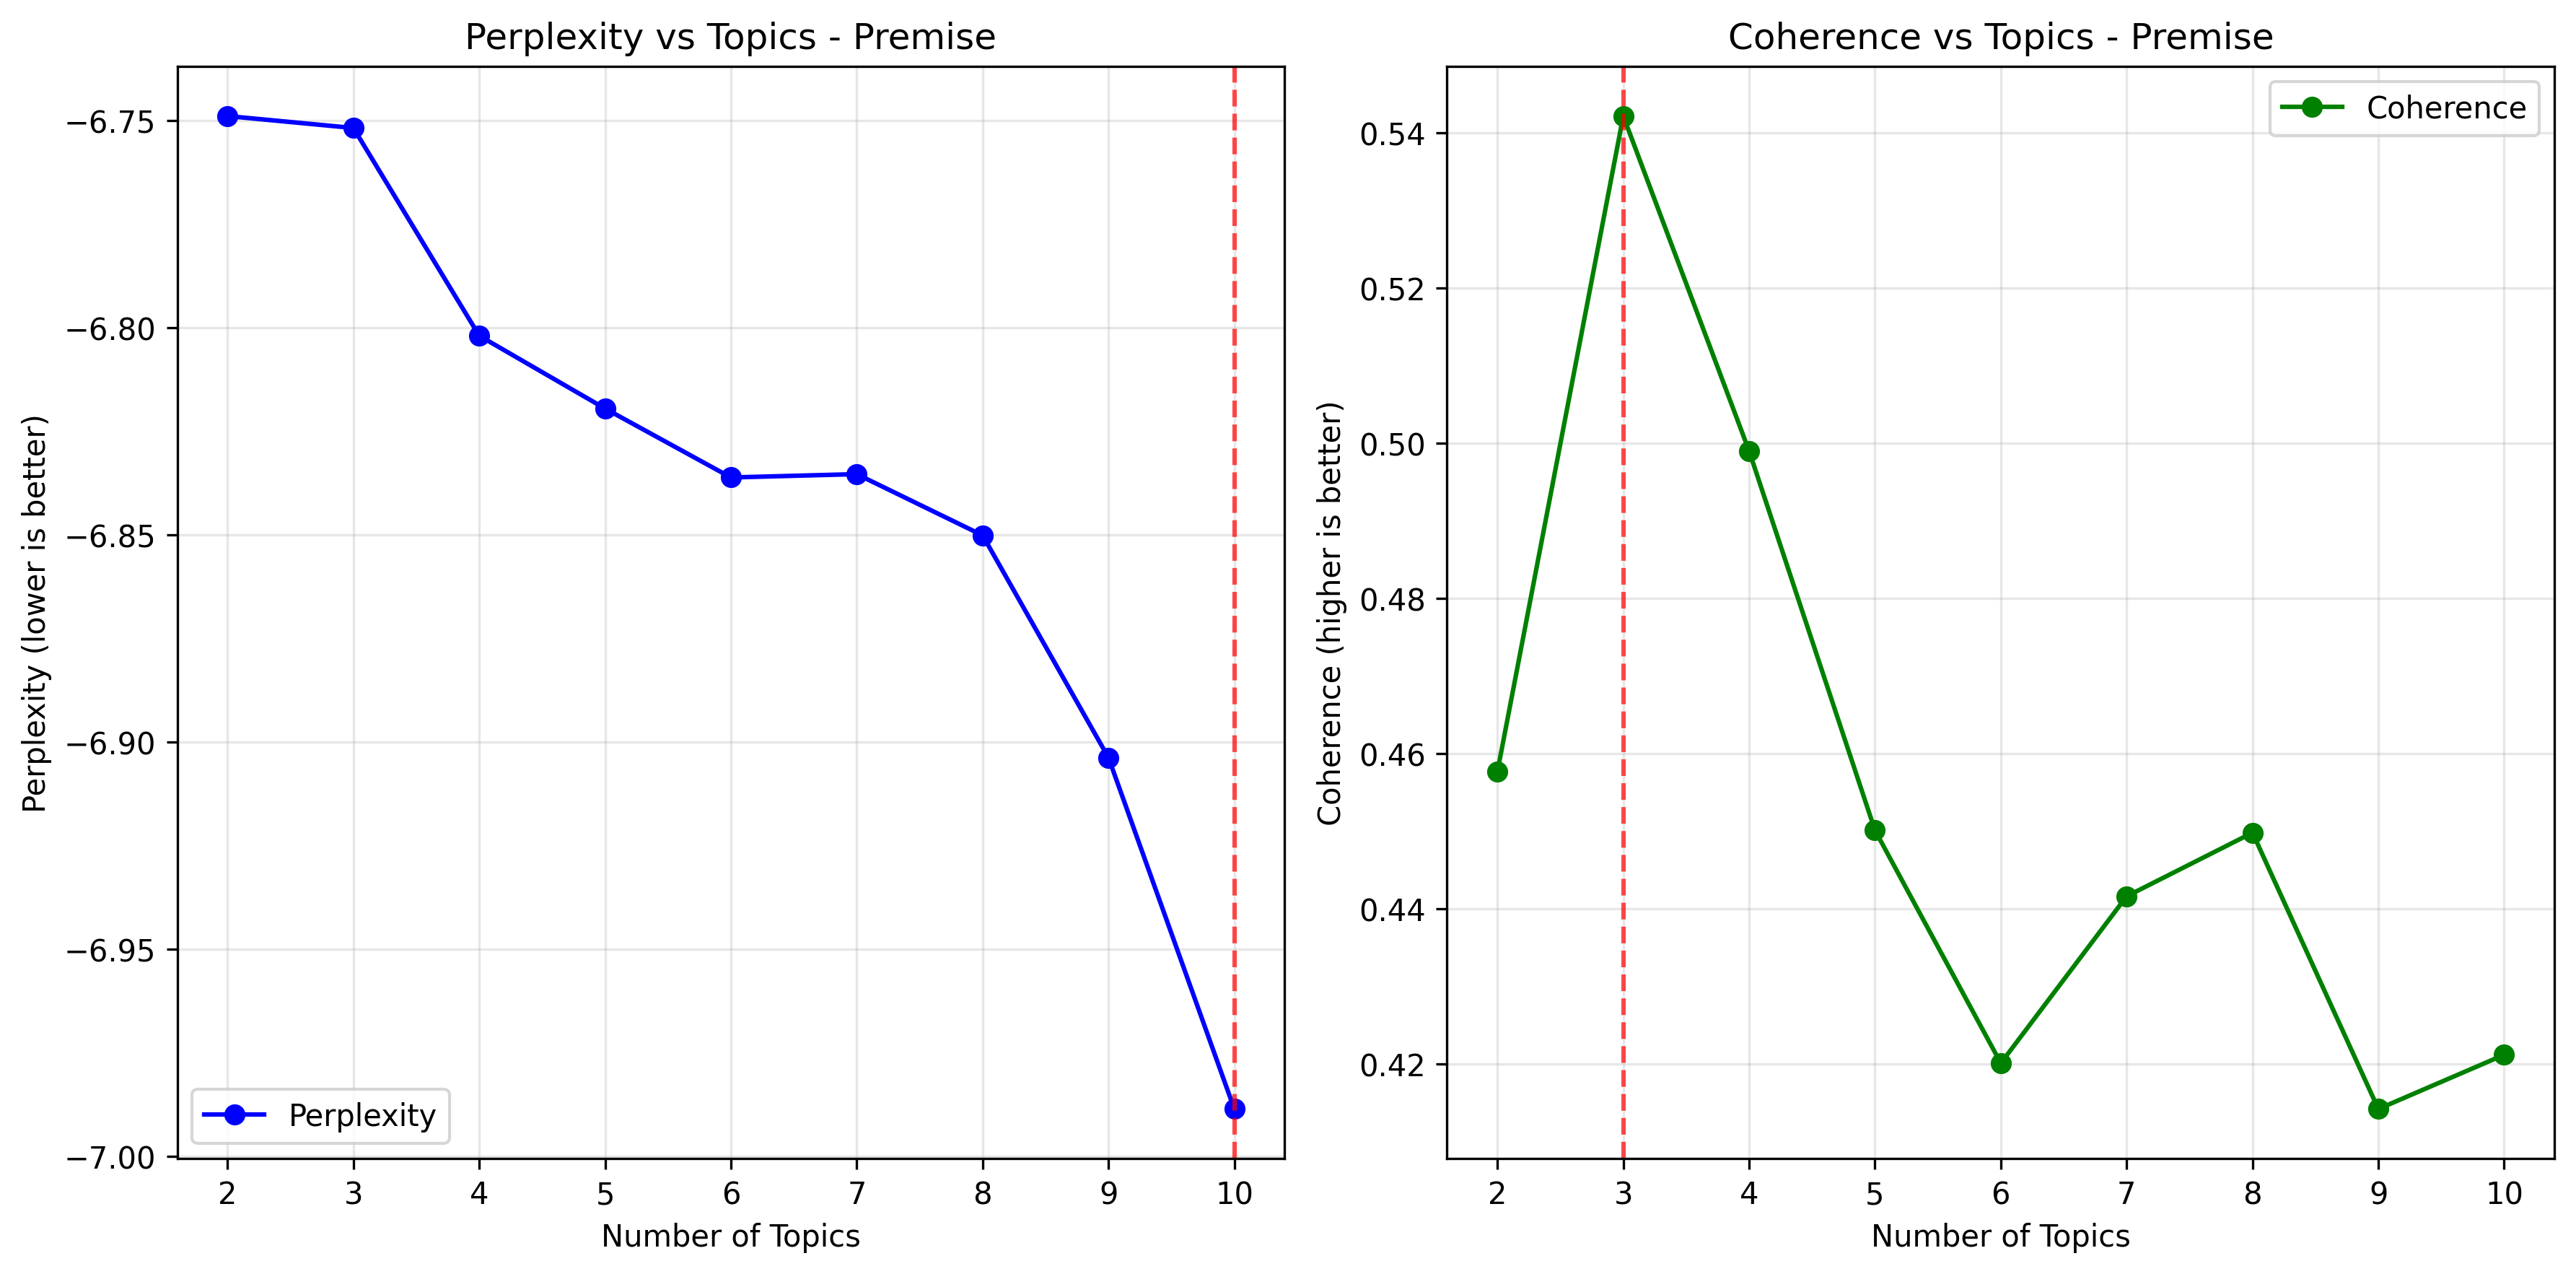 Perplexity vs Topics - Premise
Perplexity (lower is better)
−6.75
−6.80
−6.85
−6.90
−6.95
−7.00
Perplexity
2 3 4 5 6 7 8 9 10
Number of Topics
Coherence vs Topics - Premise
Coherence (higher is better)
0.54
0.52
0.50
0.48
0.46
0.44
0.42
Coherence
2 3 4 5 6 7 8 9 10
Number of Topics